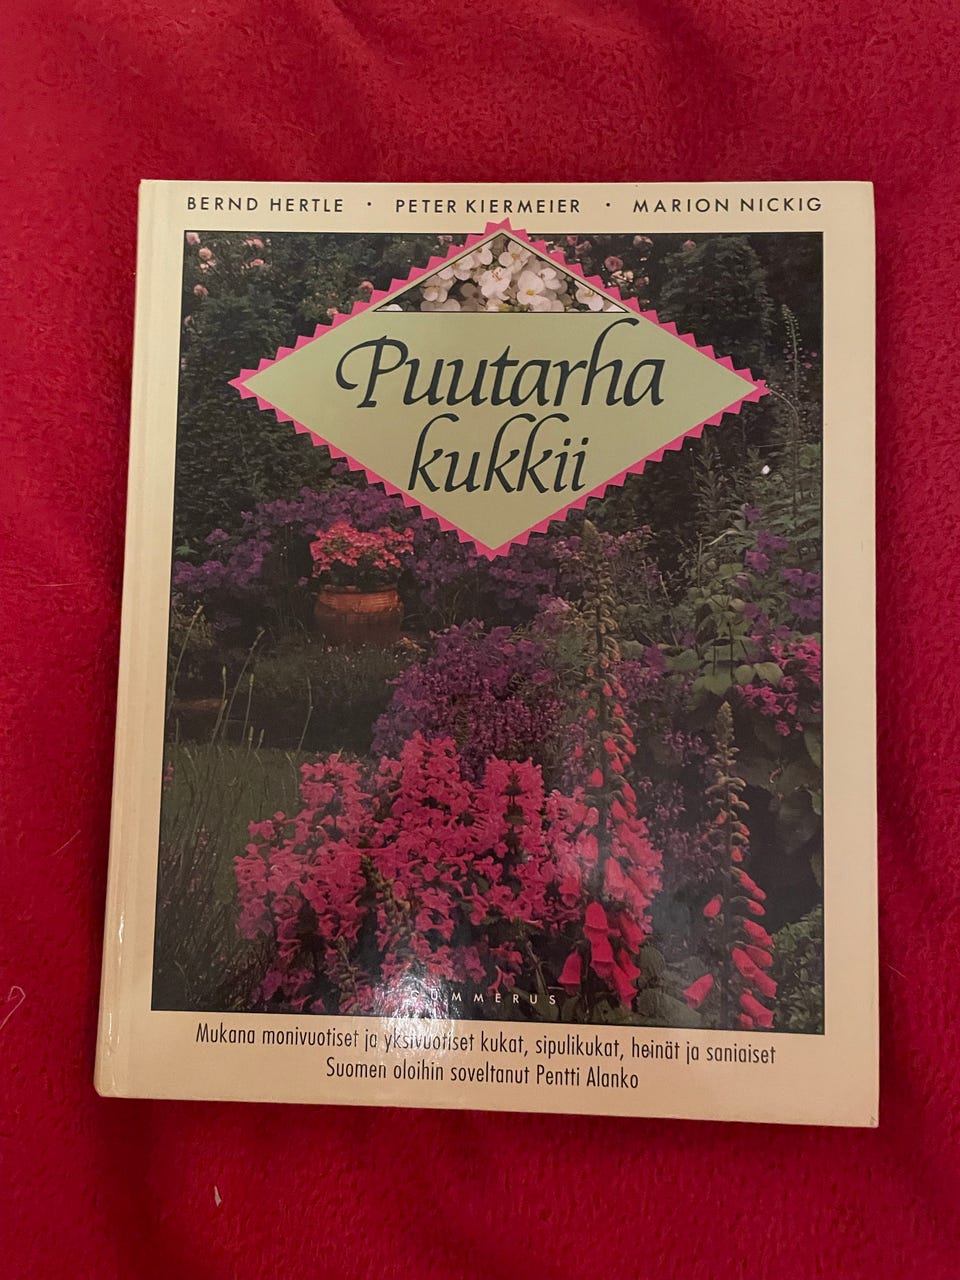 BERND HERTLE · PETER KIERMEIER · MARION NICKIG
Puutarha
kukkii
GUMMERUS
Mukana monivuotiset ja yksivuotiset kukat, sipulikukat, heinät ja saniaiset
Suomen oloihin soveltanut Pentti Alanko